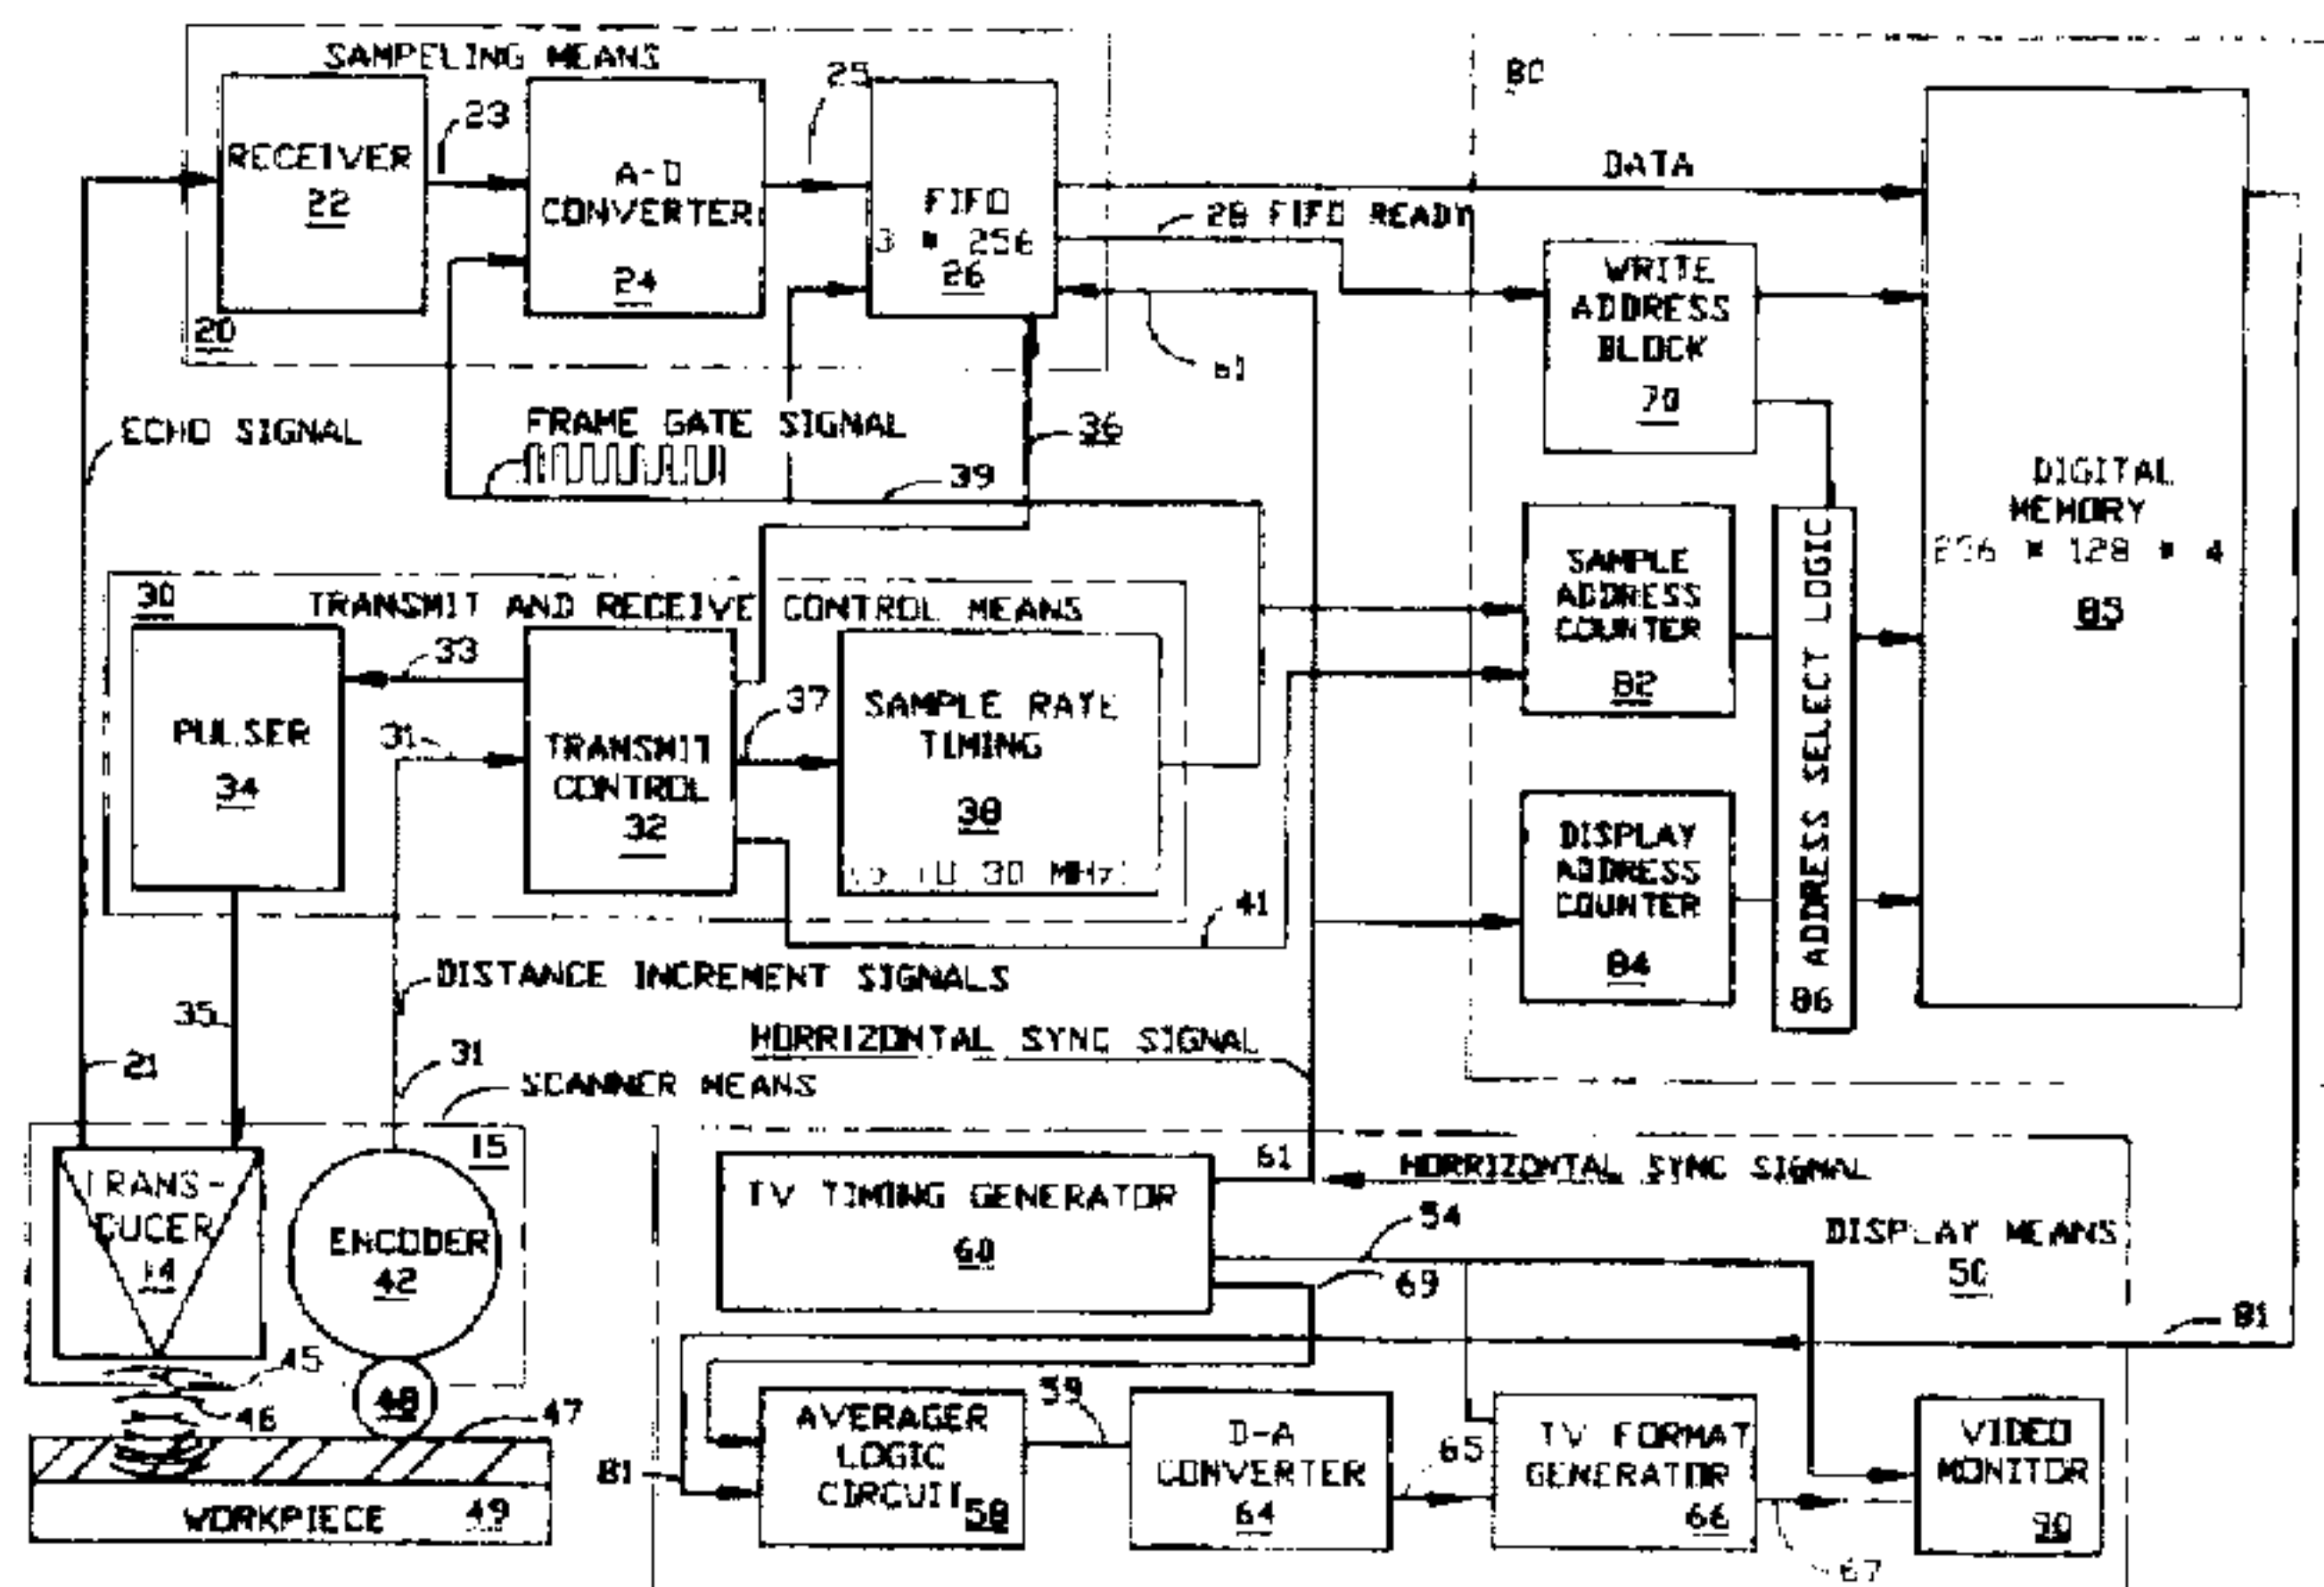 SAMPELING MEANS
RECEIVER
22
23
A-D
CONVERTER
24
25
FIFO
3 * 256
26
20
80
DATA
28 FIFO READY
WRITE
ADDRESS
BLOCK
70
61
DIGITAL
MEMORY
256 * 128 * 4
85
ECHO SIGNAL
FRAME GATE SIGNAL
39
36
30
TRANSMIT AND RECEIVE CONTROL MEANS
PULSER
34
33
31
TRANSMIT
CONTROL
32
37
SAMPLE RATE
TIMING
38
TO 30 MHz
41
SAMPLE
ADDRESS
COUNTER
82
DISPLAY
ADDRESS
COUNTER
84
86 ADDRESS SELECT LOGIC
DISTANCE INCREMENT SIGNALS
35
21
31
HORRIZONTAL SYNC SIGNAL
SCANNER MEANS
15
TRANS-
DUCER
14
ENCODER
42
45
46
48
47
WORKPIECE
49
TV TIMING GENERATOR
60
61
HORRIZONTAL SYNC SIGNAL
54
69
DISPLAY MEANS
50
81
AVERAGER
LOGIC
CIRCUIT
58
81
59
D-A
CONVERTER
64
65
TV FORMAT
GENERATOR
66
67
VIDEO
MONITOR
90